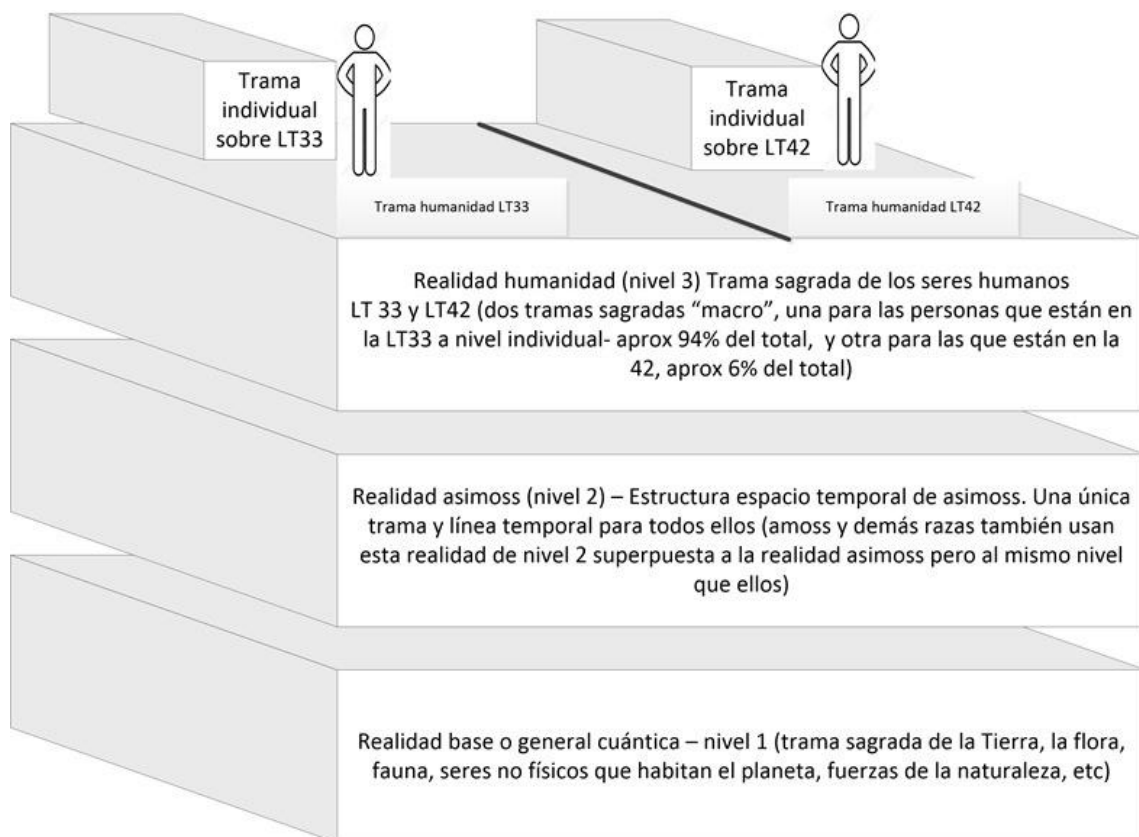 Trama
individual
sobre LT33
Trama
individual
sobre LT42
Trama humanidad LT33
Trama humanidad LT42
Realidad humanidad (nivel 3) Trama sagrada de los seres humanos
LT 33 y LT42 (dos tramas sagradas “macro”, una para las personas que están en
la LT33 a nivel individual- aprox 94% del total, y otra para las que están en la
42, aprox 6% del total)
Realidad asimoss (nivel 2) – Estructura espacio temporal de asimoss. Una única
trama y línea temporal para todos ellos (amoss y demás razas también usan
esta realidad de nivel 2 superpuesta a la realidad asimoss pero al mismo nivel
que ellos)
Realidad base o general cuántica – nivel 1 (trama sagrada de la Tierra, la flora,
fauna, seres no físicos que habitan el planeta, fuerzas de la naturaleza, etc)